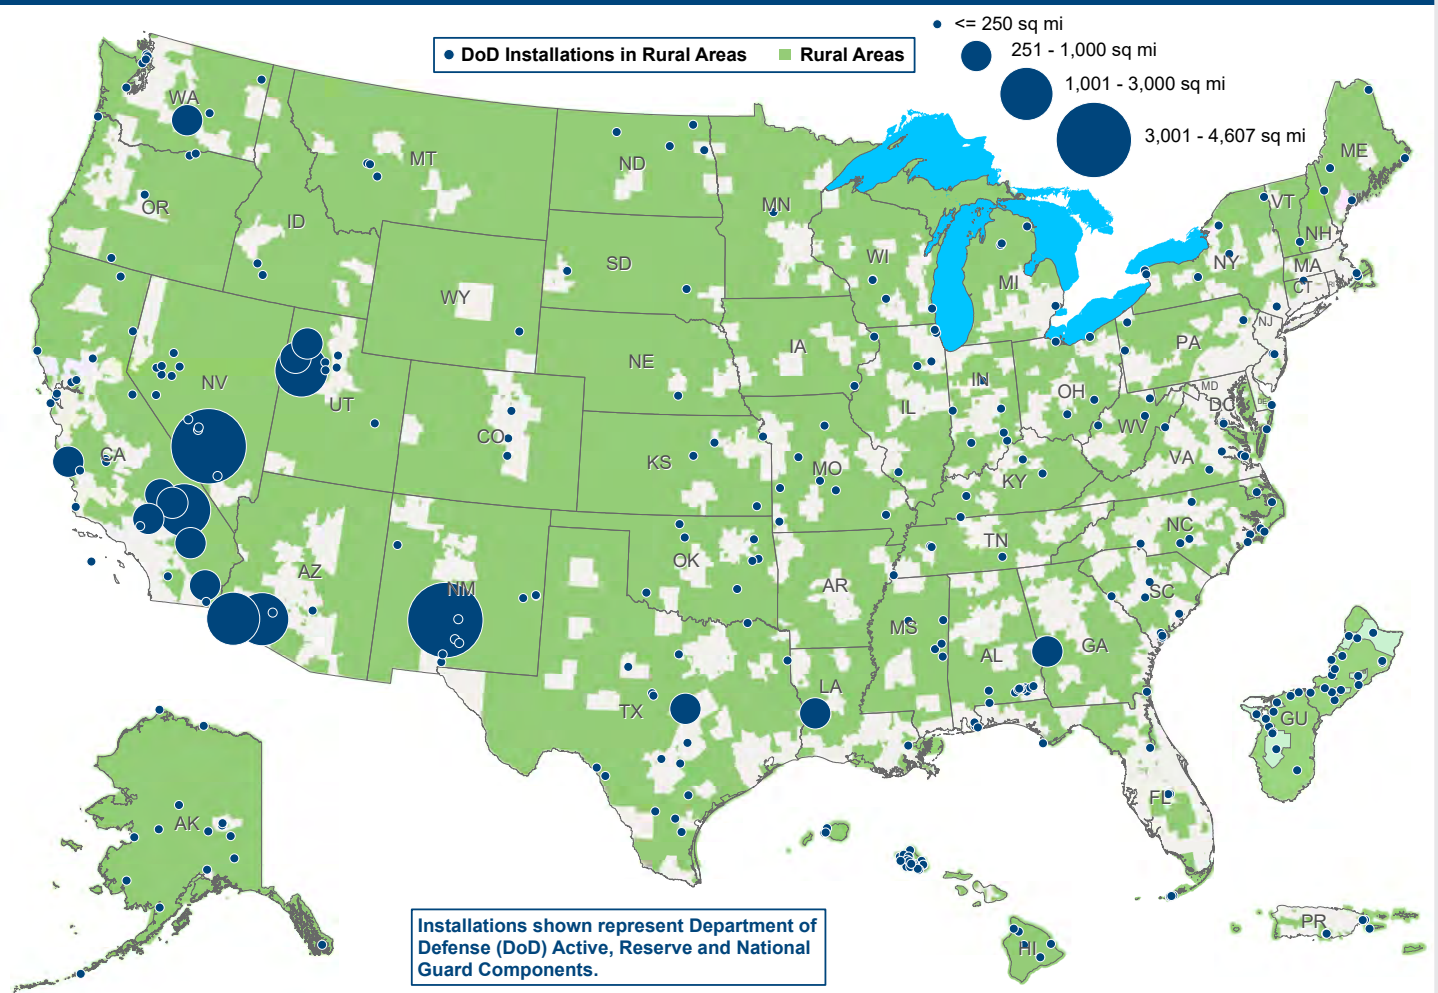 <= 250 sq mi
251 - 1,000 sq mi
1,001 - 3,000 sq mi
3,001 - 4,607 sq mi
DoD Installations in Rural Areas
Rural Areas
WA
MT
ND
MN
ME
OR
ID
SD
WI
MI
NY
VT
NH
MA
CT
WY
NE
IA
PA
NJ
NV
UT
CO
IL
IN
OH
MD
DC
DE
WV
VA
CA
KS
MO
KY
NC
AZ
NM
OK
AR
TN
SC
MS
AL
GA
TX
LA
GU
AK
FL
HI
PR
Installations shown represent Department of
Defense (DoD) Active, Reserve and National
Guard Components.